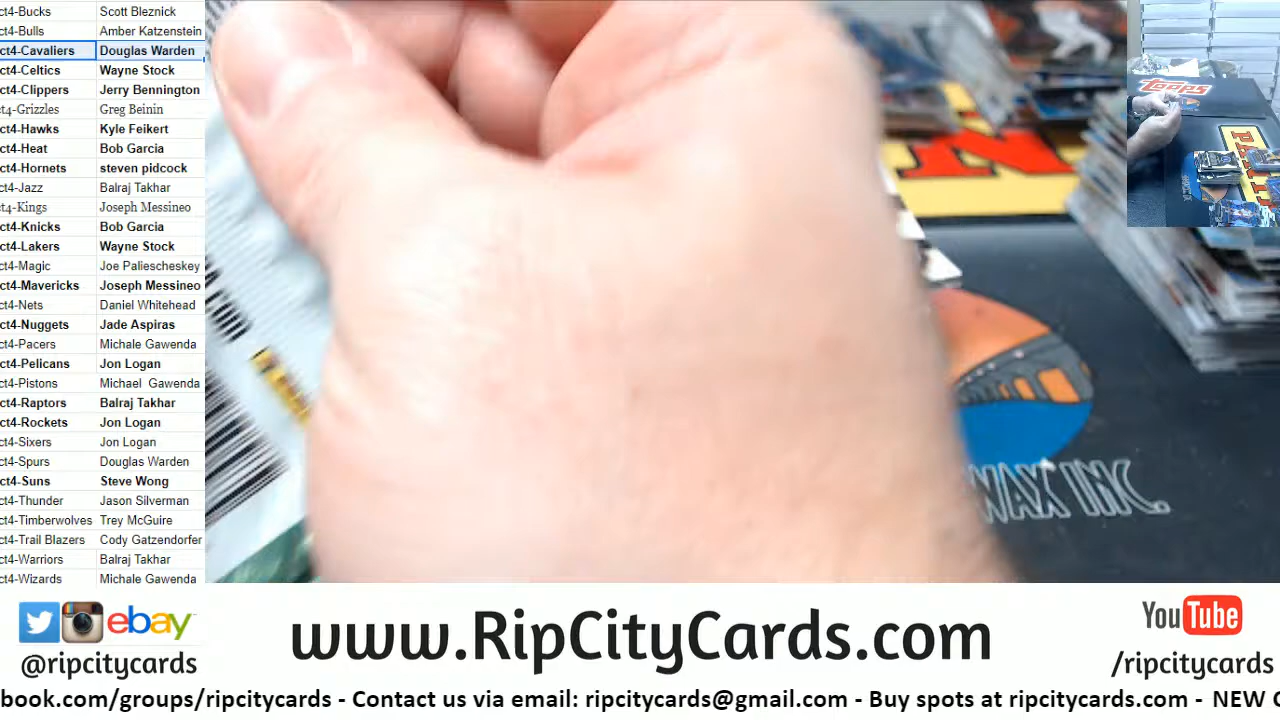 ct4-Bucks Scott Bleznick
ct4-Bulls Amber Katzenstein
ct4-Cavaliers Douglas Warden
ct4-Celtics Wayne Stock
ct4-Clippers Jerry Bennington
ct4-Grizzles Greg Beinin
ct4-Hawks Kyle Feikert
ct4-Heat Bob Garcia
ct4-Hornets steven pidcock
ct4-Jazz Balraj Takhar
ct4-Kings Joseph Messineo
ct4-Knicks Bob Garcia
ct4-Lakers Wayne Stock
ct4-Magic Joe Paliescheskey
ct4-Mavericks Joseph Messineo
ct4-Nets Daniel Whitehead
ct4-Nuggets Jade Aspiras
ct4-Pacers Michale Gawenda
ct4-Pelicans Jon Logan
ct4-Pistons Michael Gawenda
ct4-Raptors Balraj Takhar
ct4-Rockets Jon Logan
ct4-Sixers Jon Logan
ct4-Spurs Douglas Warden
ct4-Suns Steve Wong
ct4-Thunder Jason Silverman
ct4-Timberwolves Trey McGuire
ct4-Trail Blazers Cody Gatzendorfer
ct4-Warriors Balraj Takhar
ct4-Wizards Michale Gawenda
WAX INC.
Topps
ebay
@ripcitycards
www.RipCityCards.com
YouTube
/ripcitycards
book.com/groups/ripcitycards - Contact us via email: ripcitycards@gmail.com - Buy spots at ripcitycards.com - NEW